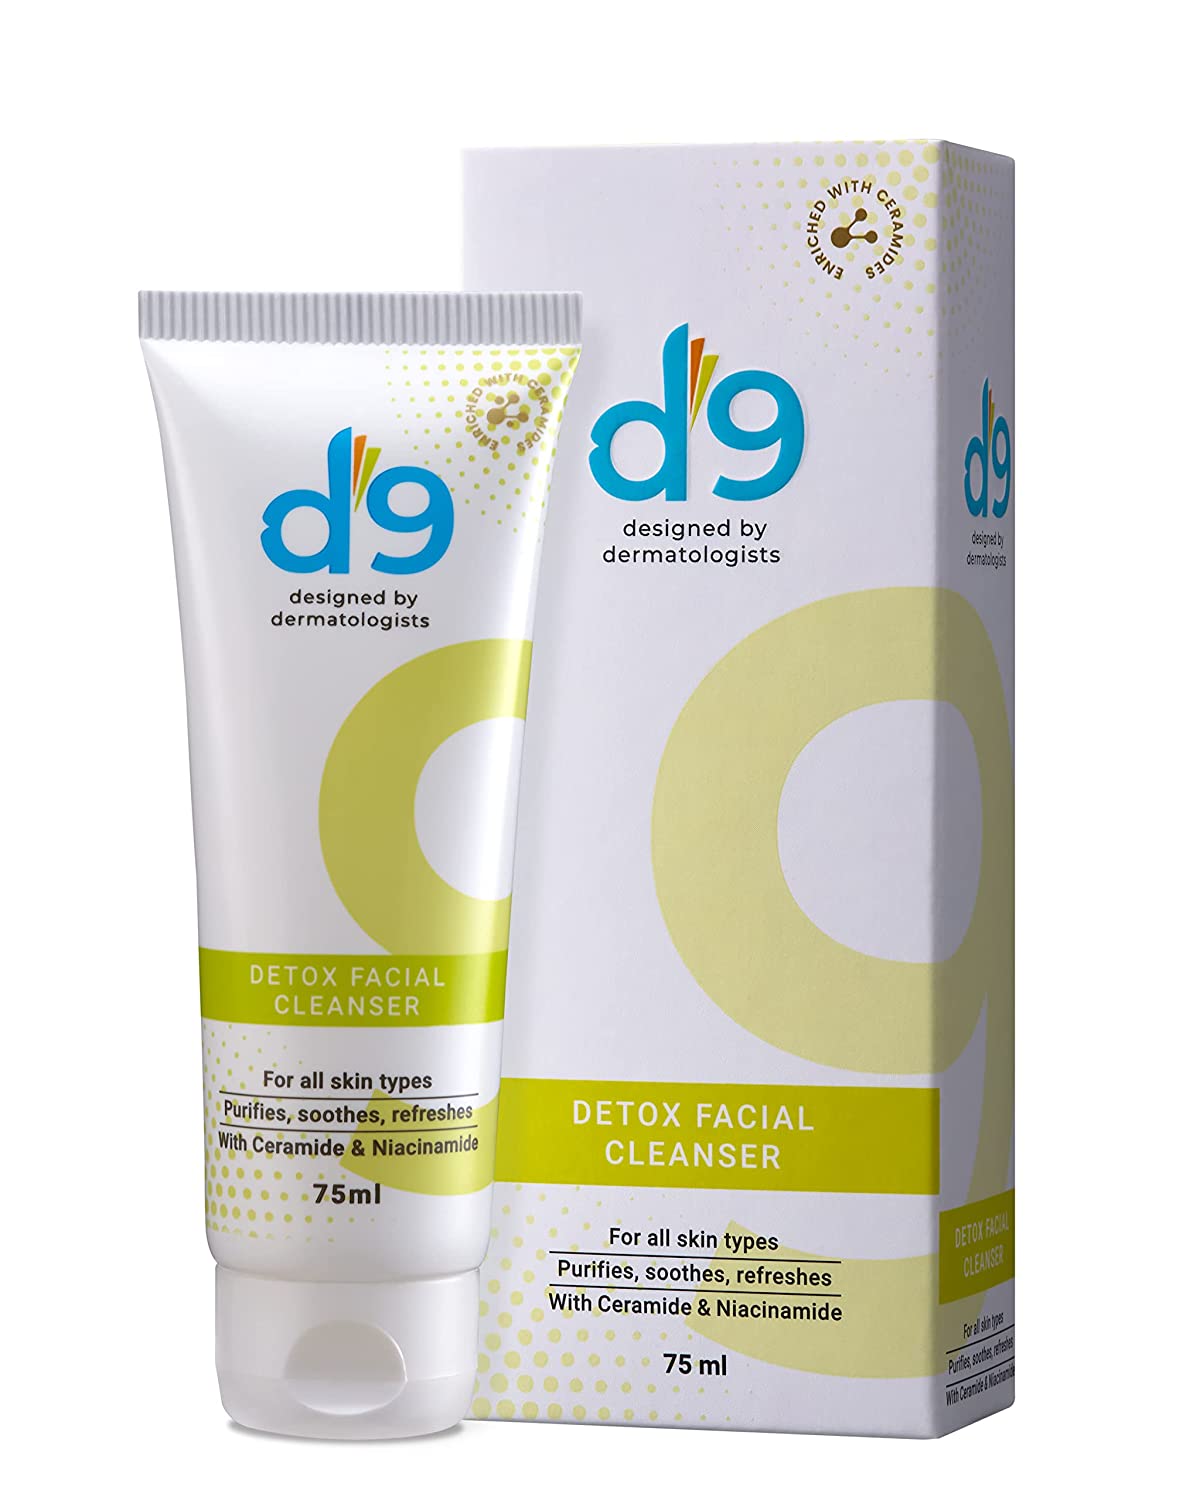 ENRICHED WITH CERAMIDES
d9
designed by
dermatologists
DETOX FACIAL
CLEANSER
For all skin types
Purifies, soothes, refreshes
With Ceramide & Niacinamide
75ml
ENRICHED WITH CERAMIDES
d9
designed by
dermatologists
DETOX FACIAL
CLEANSER
For all skin types
Purifies, soothes, refreshes
With Ceramide & Niacinamide
75 ml
d9
designed by
dermatologists
DETOX FACIAL
CLEANSER
For all skin types
Purifies, soothes, refreshes
With Ceramide & Niacinamide